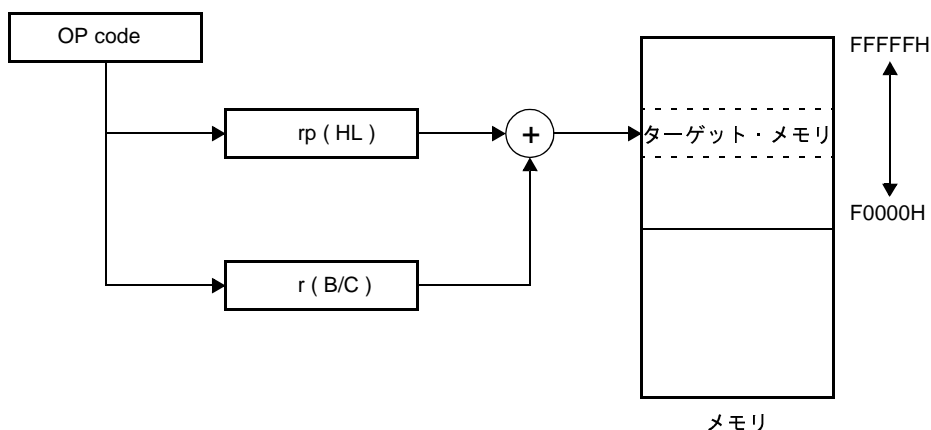 OP code
FFFFFH
rp ( HL )
+
ターゲット・メモリ
F0000H
r ( B/C )
メモリ